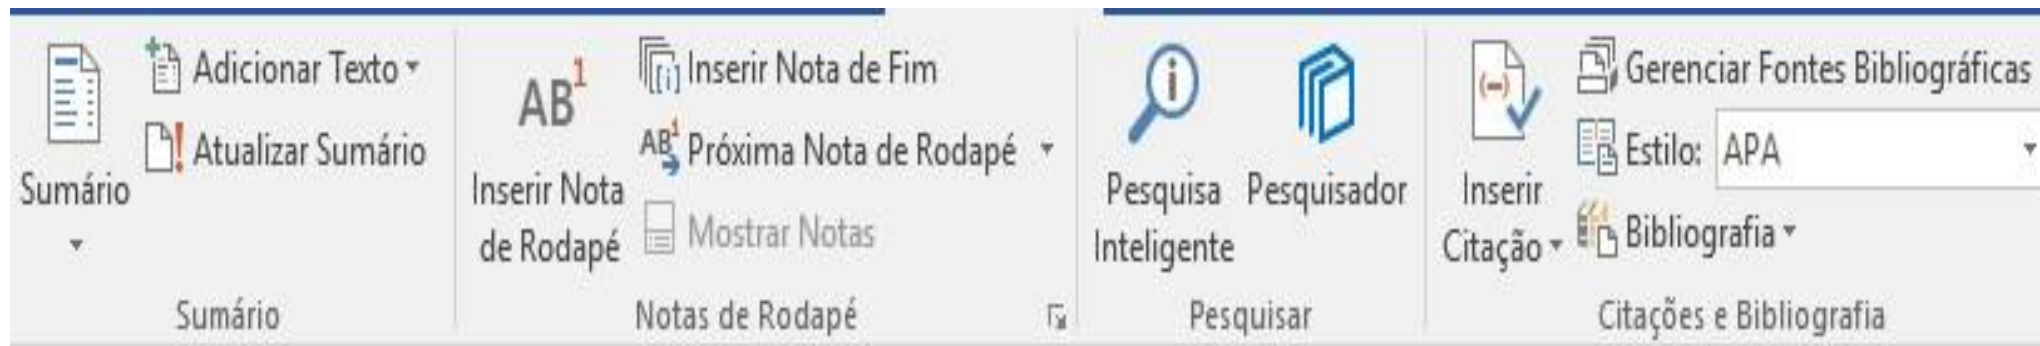 Sumário
Adicionar Texto
Atualizar Sumário
Sumário
AB1
Inserir Nota
de Rodapé
[i] Inserir Nota de Fim
AB1 Próxima Nota de Rodapé
Mostrar Notas
Notas de Rodapé
Pesquisa
Inteligente
Pesquisador
Pesquisar
(-)
Inserir
Citação
Gerenciar Fontes Bibliográficas
Estilo: APA
Bibliografia
Citações e Bibliografia